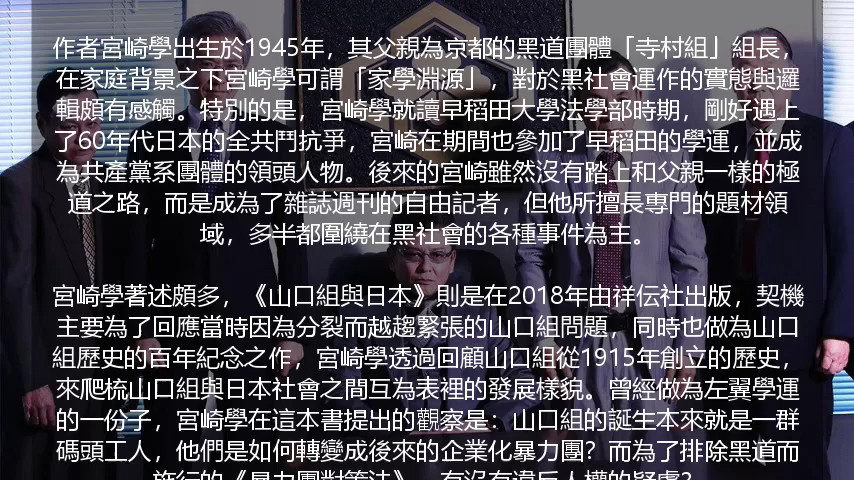 作者宮崎學出生於1945年，其父親為京都的黑道團體「寺村組」組長，
在家庭背景之下宮崎學可謂「家學淵源」，對於黑社會運作的實態與邏
輯頗有感觸。特別的是，宮崎學就讀早稻田大學法學部時期，剛好遇上
了60年代日本的全共鬥抗爭，宮崎在期間也參加了早稻田的學運，並成
為共產黨系團體的領頭人物。後來的宮崎雖然沒有踏上和父親一樣的極
道之路，而是成為了雜誌週刊的自由記者，但他所擅長專門的題材領
域，多半都圍繞在黑社會的各種事件為主。
宮崎學著述頗多，《山口組與日本》則是在2018年由祥伝社出版，契機
主要為了回應當時因為分裂而越趨緊張的山口組問題，同時也做為山口
組歷史的百年紀念之作，宮崎學透過回顧山口組從1915年創立的歷史，
來爬梳山口組與日本社會之間互為表裡的發展樣貌。曾經做為左翼學運
的一份子，宮崎學在這本書提出的觀察是：山口組的誕生本來就是一群
碼頭工人，他們是如何轉變成後來的企業化暴力團？而為了排除黑道而
施行的《暴力團對策法》，有沒有違反人權的疑慮？